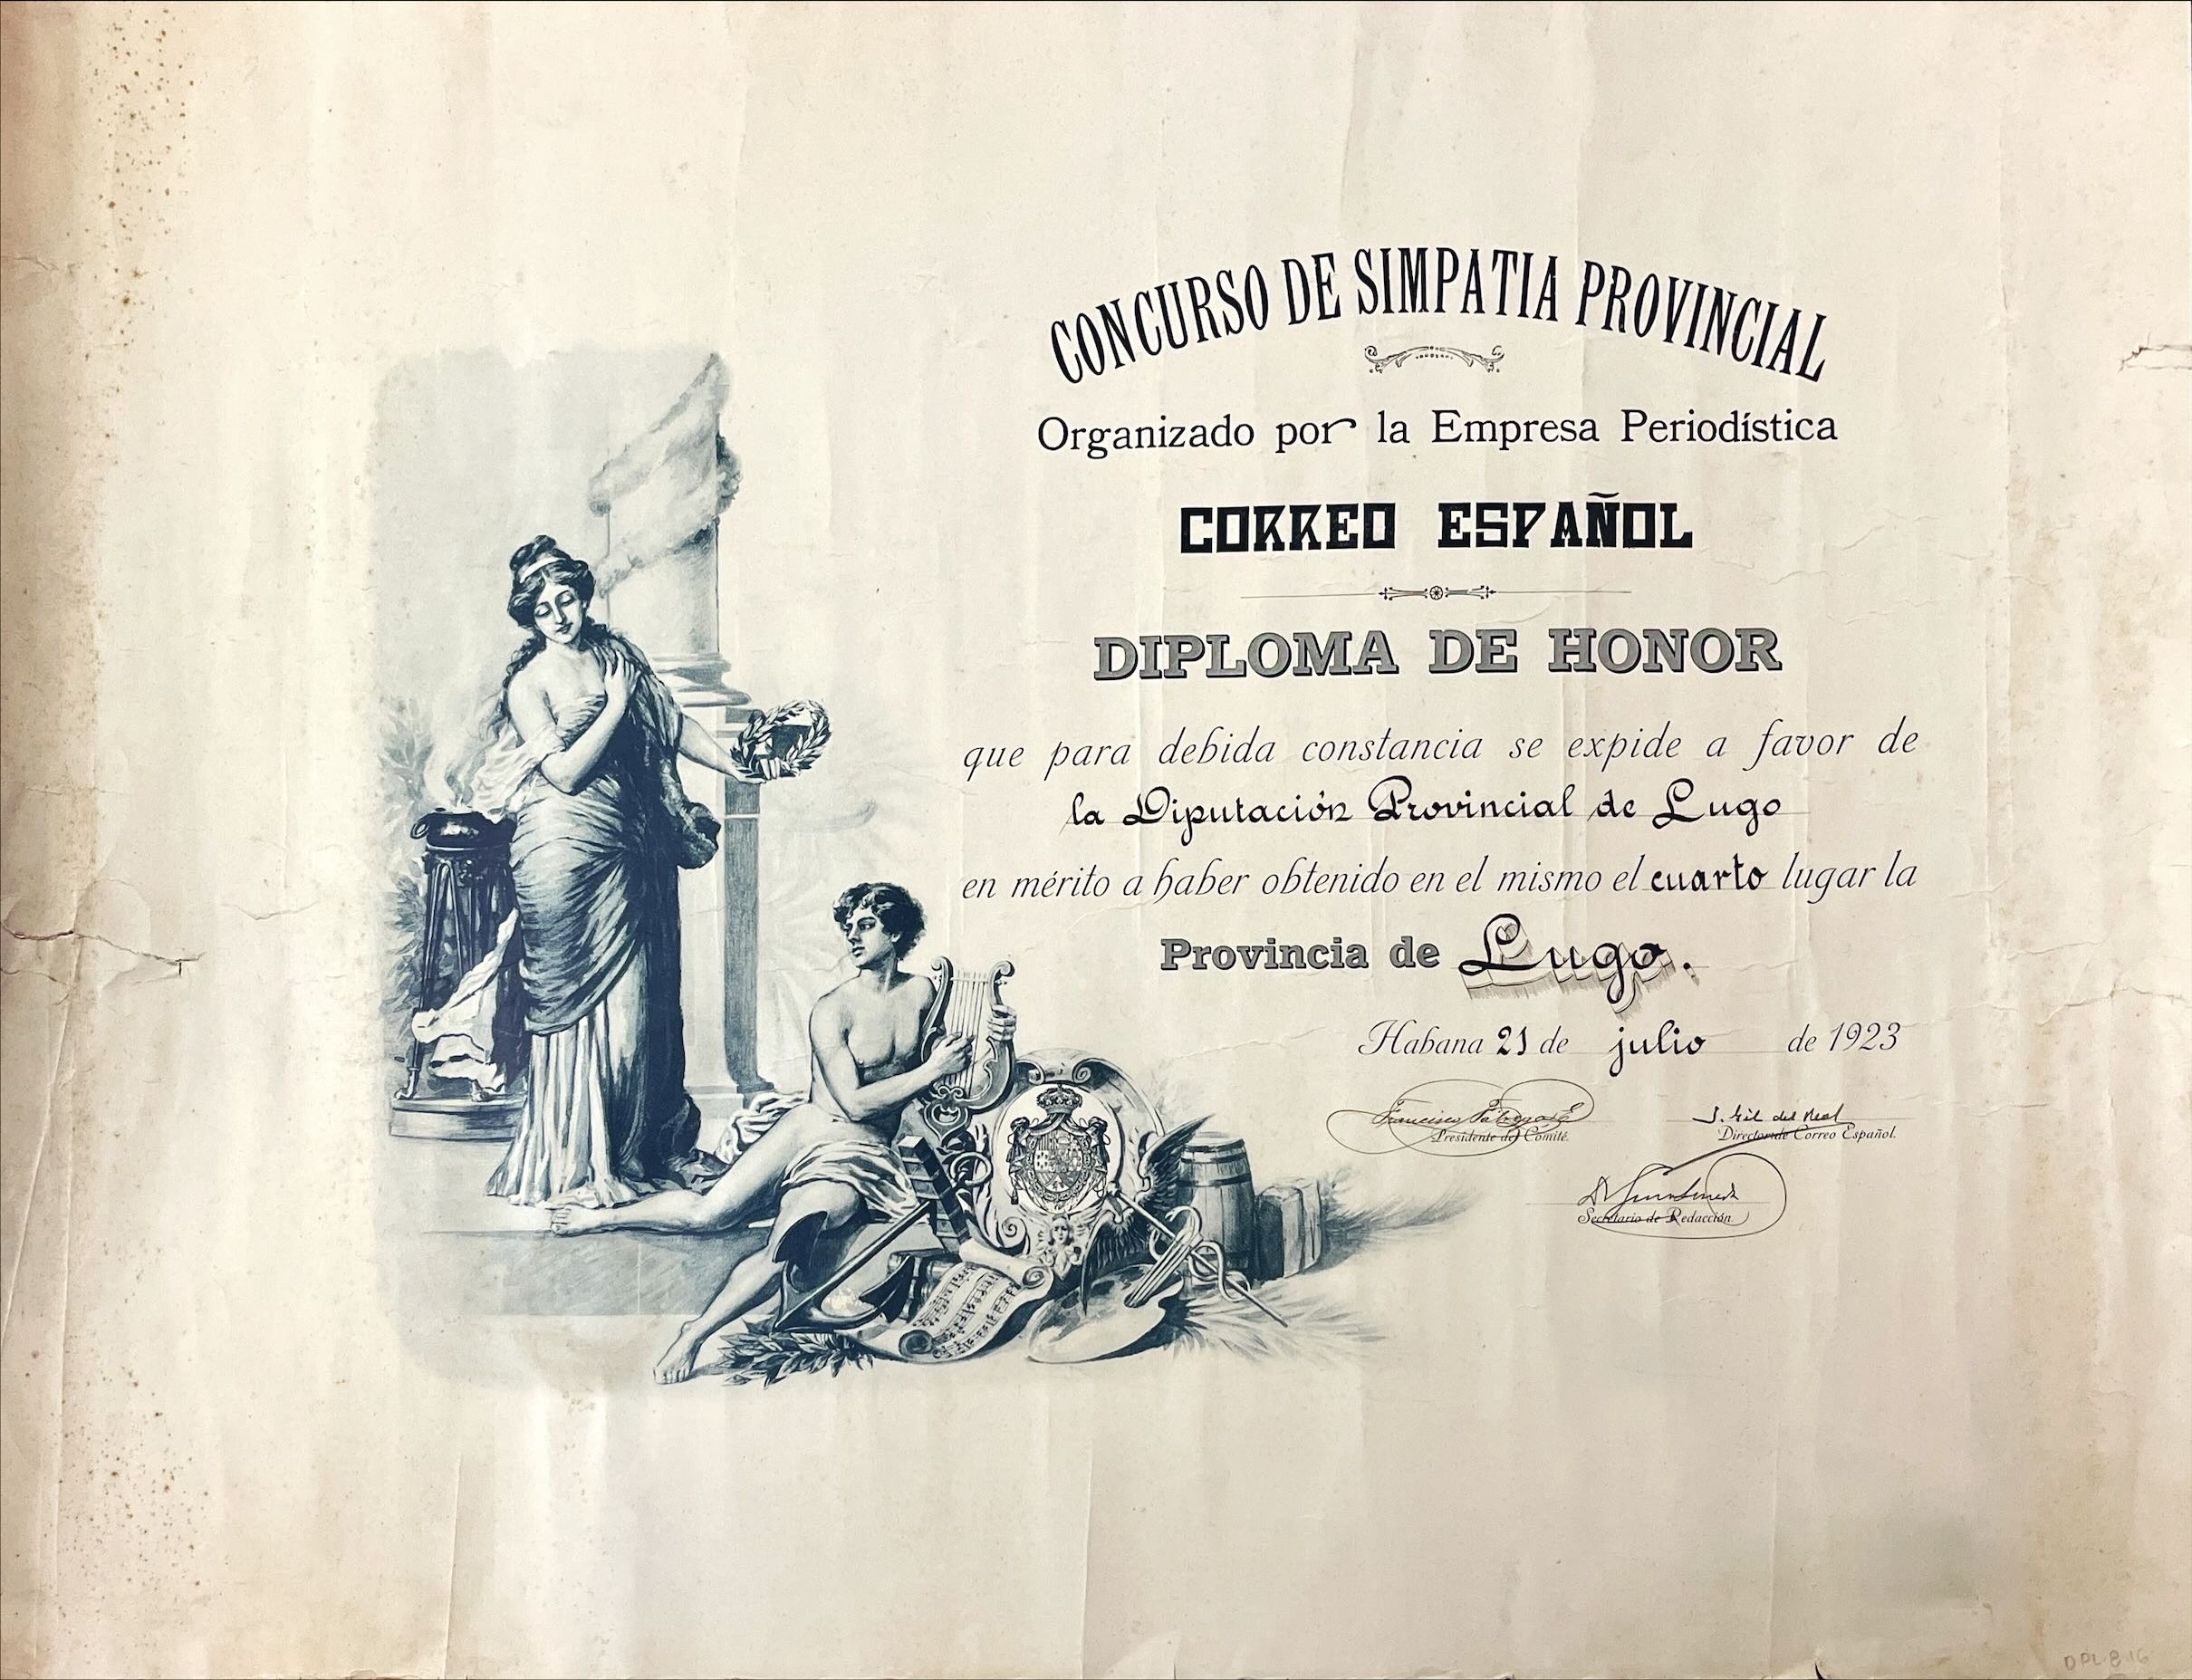 CONCURSO DE SIMPATIA PROVINCIAL
Organizado por la Empresa Periodística
CORREO ESPAÑOL
DIPLOMA DE HONOR
que para debida constancia se expide a favor de
la Diputación Provincial de Lugo
en mérito a haber obtenido en el mismo el cuarto lugar la
Provincia de Lugo.
Habana 21 de julio de 1923
Francisco
Presidente del Comité.
J. Gil del Real
Director de Correo Español.
Secretario de Redacción
DPL.8.16